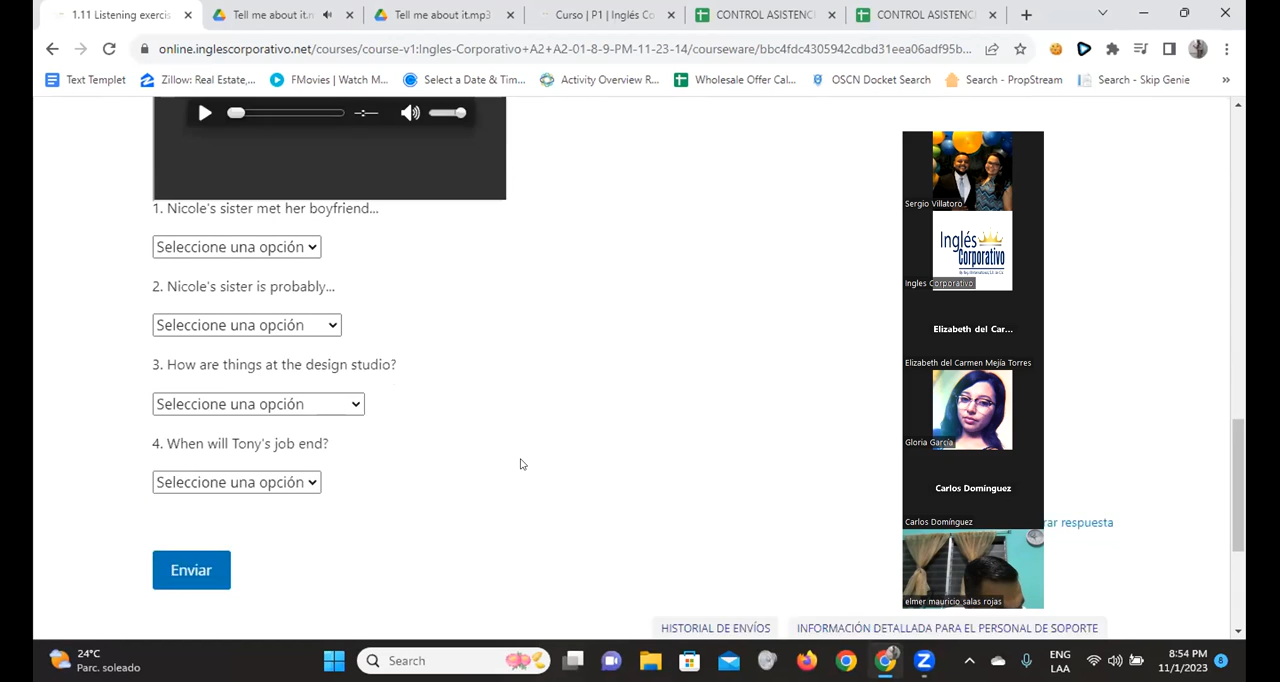 1.11 Listening exercis
Tell me about it.m
Tell me about it.mp3
Curso | P1 | Inglés Co
CONTROL ASISTENC
CONTROL ASISTENC
online.inglescorporativo.net/courses/course-v1:Ingles-Corporativo+A2+A2-01-8-9-PM-11-23-14/courseware/bbc4fdc4305942cdbd31eea06adf95b...
Text Templet
Zillow: Real Estate,...
FMovies | Watch M...
Select a Date & Tim...
Activity Overview R...
Wholesale Offer Cal...
OSCN Docket Search
Search - PropStream
Search - Skip Genie
»
1. Nicole's sister met her boyfriend...
Seleccione una opción
2. Nicole's sister is probably...
Seleccione una opción
3. How are things at the design studio?
Seleccione una opción
4. When will Tony's job end?
Seleccione una opción
Enviar
rar respuesta
HISTORIAL DE ENVÍOS
INFORMACIÓN DETALLADA PARA EL PERSONAL DE SOPORTE
Sergio Villatoro
Inglés
Corporativo
Ingles Corporativo
Elizabeth del Car...
Elizabeth del Carmen Mejía Torres
Gloria García
Carlos Domínguez
Carlos Domínguez
elmer mauricio salas rojas
24°C
Parc. soleado
Search
ENG
LAA
8:54 PM
11/1/2023
8